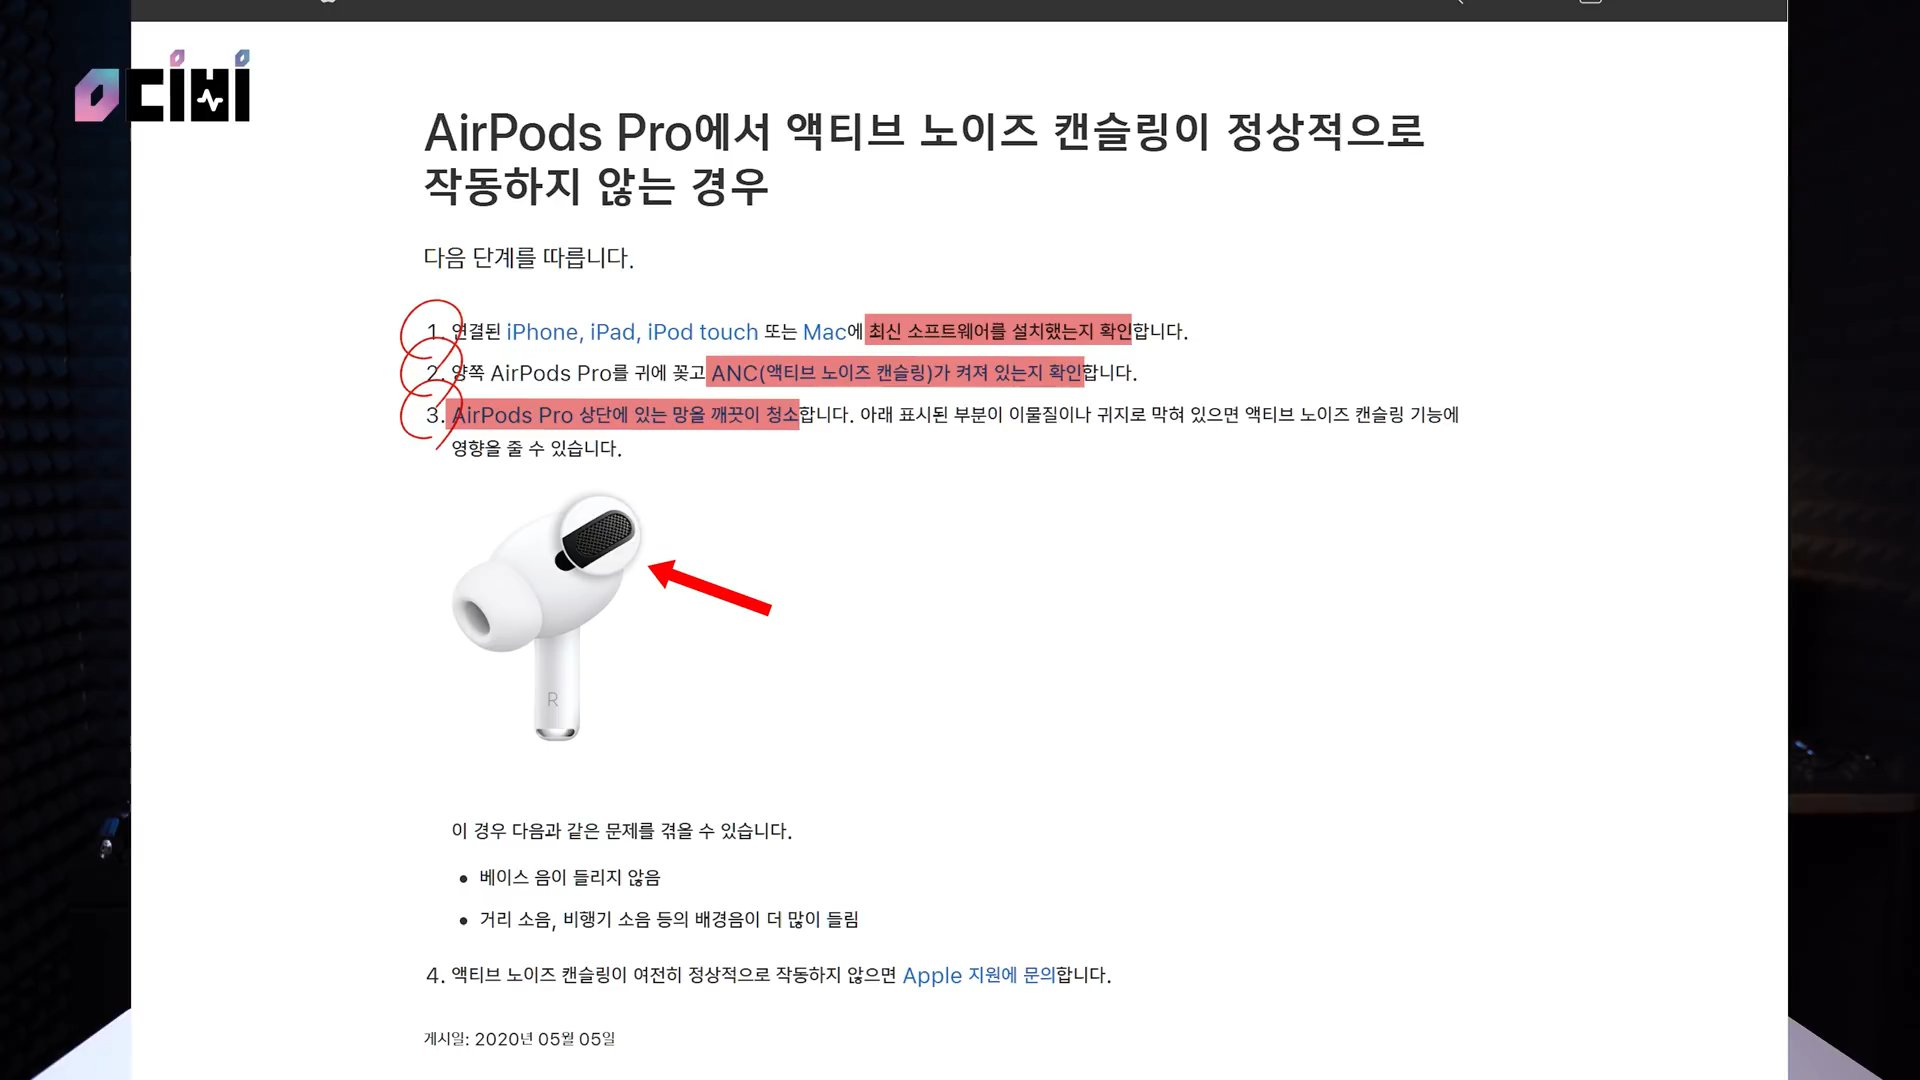 디바이
AirPods Pro에서 액티브 노이즈 캔슬링이 정상적으로
작동하지 않는 경우
다음 단계를 따릅니다.
1. 연결된 iPhone, iPad, iPod touch 또는 Mac에 최신 소프트웨어를 설치했는지 확인합니다.
2. 양쪽 AirPods Pro를 귀에 꽂고 ANC(액티브 노이즈 캔슬링)가 켜져 있는지 확인합니다.
3. AirPods Pro 상단에 있는 망을 깨끗이 청소합니다. 아래 표시된 부분이 이물질이나 귀지로 막혀 있으면 액티브 노이즈 캔슬링 기능에
영향을 줄 수 있습니다.
R
이 경우 다음과 같은 문제를 겪을 수 있습니다.
• 베이스 음이 들리지 않음
• 거리 소음, 비행기 소음 등의 배경음이 더 많이 들림
4. 액티브 노이즈 캔슬링이 여전히 정상적으로 작동하지 않으면 Apple 지원에 문의합니다.
게시일: 2020년 05월 05일